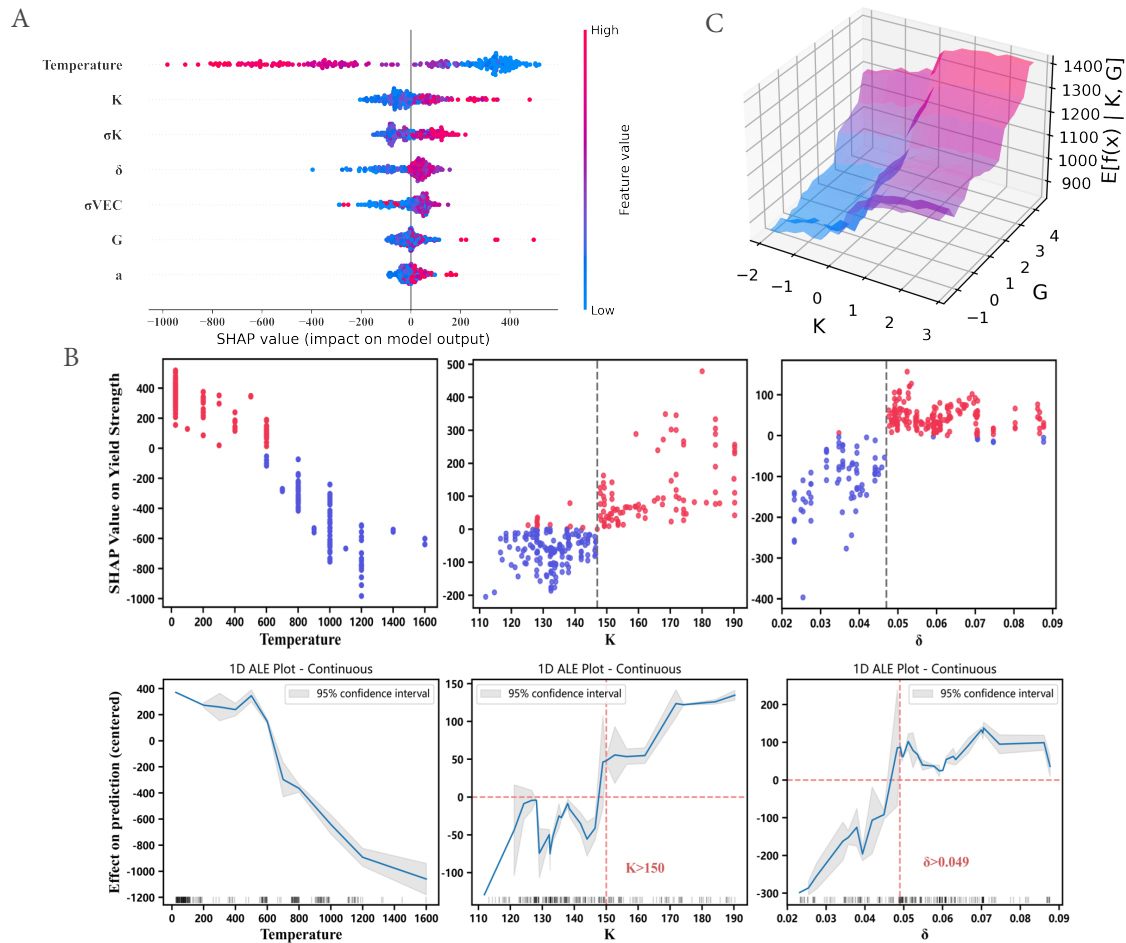 A
High
Temperature
K
σK
δ
σVEC
G
a
Feature value
Low
-1000 -800 -600 -400 -200 0 200 400
SHAP value (impact on model output)
C
1400
1300
1200
1100
1000
900
E[f(x) | K, G]
−2 −1 0 1 2 3
K
−1 0 1 2 3 4
G
B
SHAP Value on Yield Strength
400
200
0
-200
-400
-600
-800
-1000
0 200 400 600 800 1000 1200 1400 1600
Temperature
500
400
300
200
100
0
-100
-200
110 120 130 140 150 160 170 180 190
K
100
0
-100
-200
-300
-400
0.02 0.03 0.04 0.05 0.06 0.07 0.08 0.09
δ
1D ALE Plot - Continuous
95% confidence interval
Effect on prediction (centered)
400
200
0
-200
-400
-600
-800
-1000
-1200
0 200 400 600 800 1000 1200 1400 1600
Temperature
1D ALE Plot - Continuous
95% confidence interval
150
100
50
0
-50
-100
K>150
110 120 130 140 150 160 170 180 190
K
1D ALE Plot - Continuous
95% confidence interval
200
100
0
-100
-200
-300
δ>0.049
0.02 0.03 0.04 0.05 0.06 0.07 0.08 0.09
δ